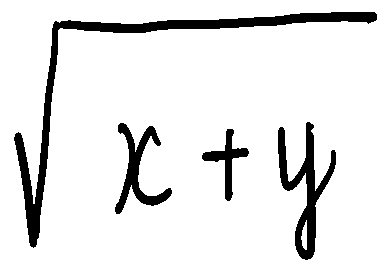 √(x + y)